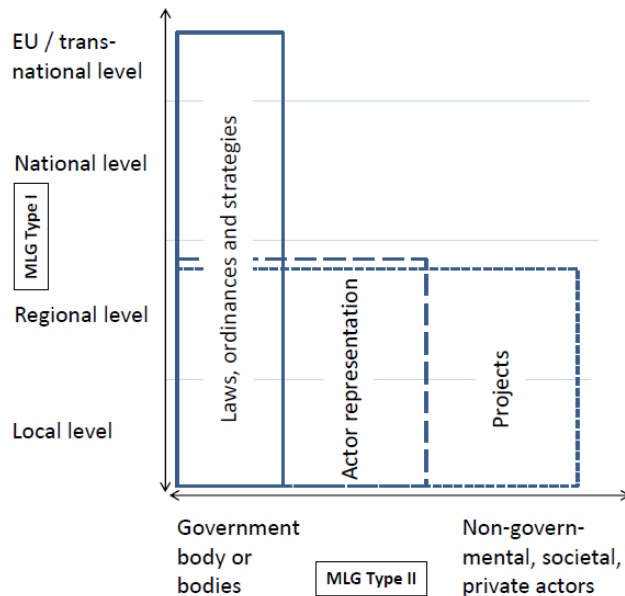 EU / trans-
national level
National level
MLG Type I
Regional level
Local level
Laws, ordinances and strategies
Actor representation
Projects
Government
body or
bodies
MLG Type II
Non-govern-
mental, societal,
private actors